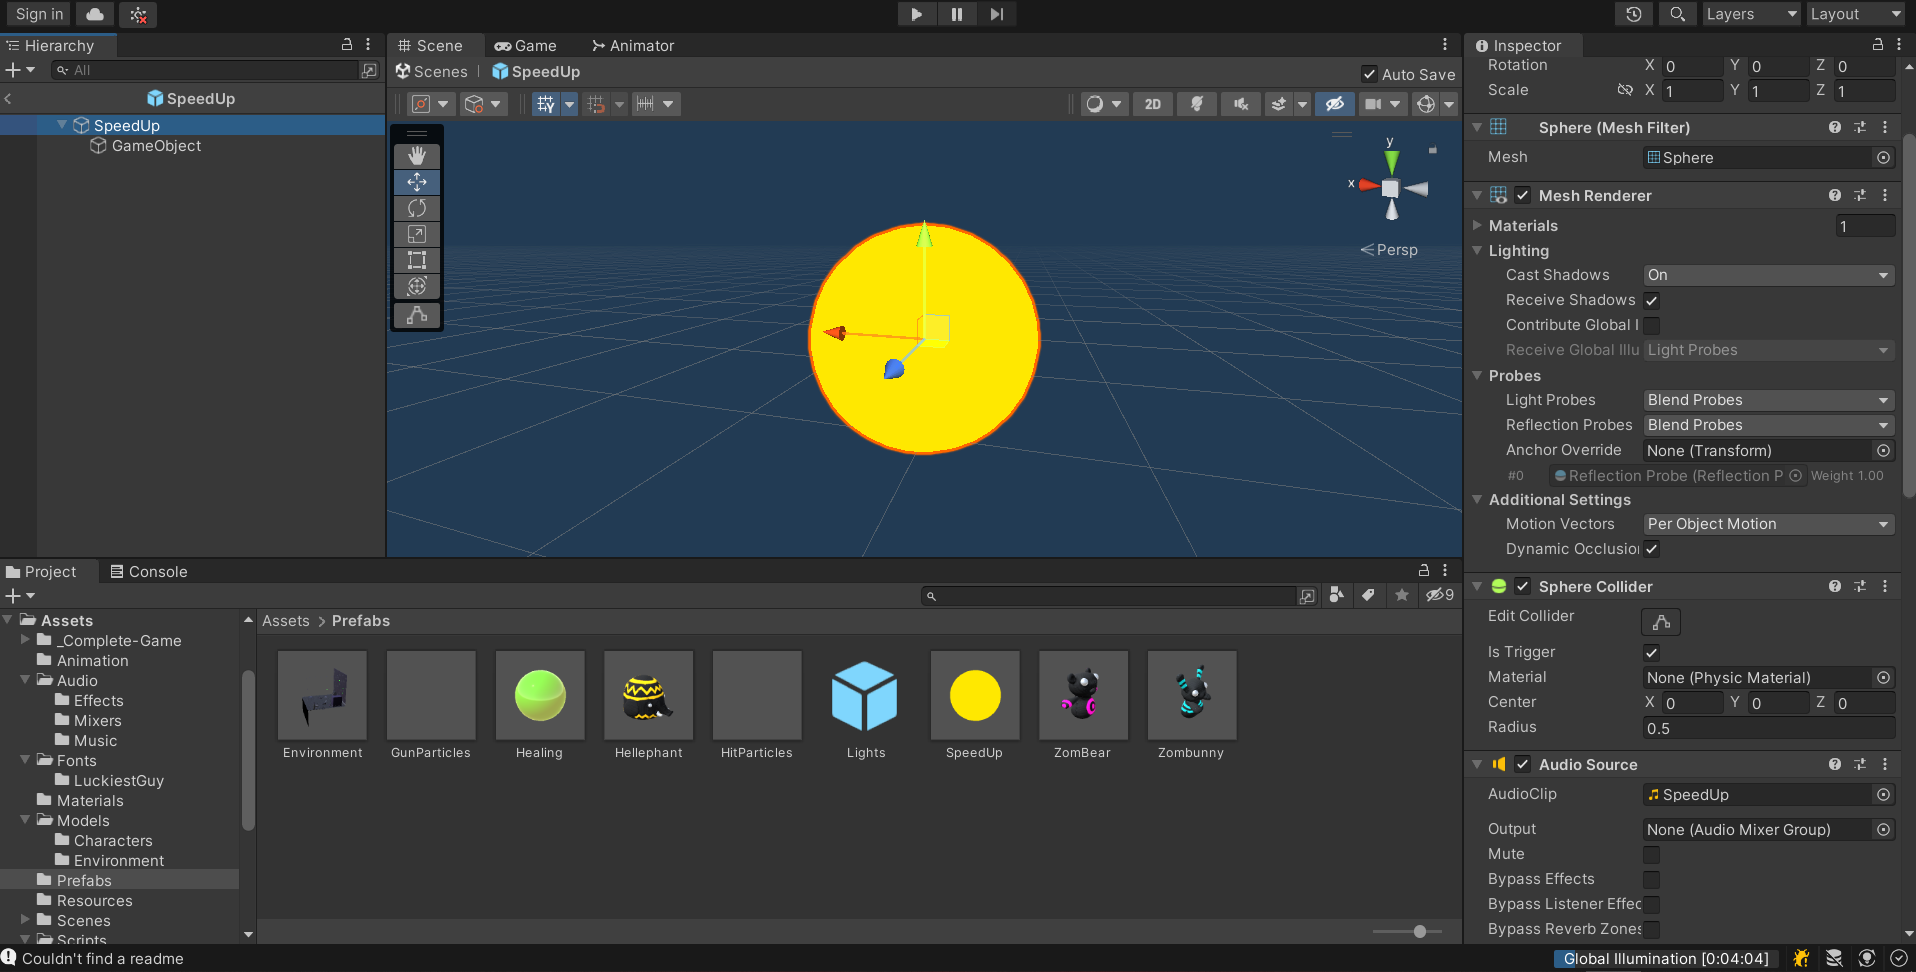 Sign in
Layers
Layout
Hierarchy
All
SpeedUp
SpeedUp
GameObject
Scene
Game
Animator
Scenes
SpeedUp
Auto Save
2D
y
x
Persp
Inspector
Rotation X 0 Y 0 Z 0
Scale X 1 Y 1 Z 1
Sphere (Mesh Filter)
Mesh Sphere
Mesh Renderer
Materials 1
Lighting
Cast Shadows On
Receive Shadows
Contribute Global I
Receive Global Illu Light Probes
Probes
Light Probes Blend Probes
Reflection Probes Blend Probes
Anchor Override None (Transform)
#0 Reflection Probe (Reflection P Weight 1.00
Additional Settings
Motion Vectors Per Object Motion
Dynamic Occlusion
Sphere Collider
Edit Collider
Is Trigger
Material None (Physic Material)
Center X 0 Y 0 Z 0
Radius 0.5
Audio Source
AudioClip SpeedUp
Output None (Audio Mixer Group)
Mute
Bypass Effects
Bypass Listener Effec
Bypass Reverb Zones
Project
Console
9
Assets
_Complete-Game
Animation
Audio
Effects
Mixers
Music
Fonts
LuckiestGuy
Materials
Models
Characters
Environment
Prefabs
Resources
Scenes
Scripts
Assets > Prefabs
Environment
GunParticles
Healing
Hellephant
HitParticles
Lights
SpeedUp
ZomBear
Zombunny
Couldn't find a readme
Global Illumination [0:04:04]